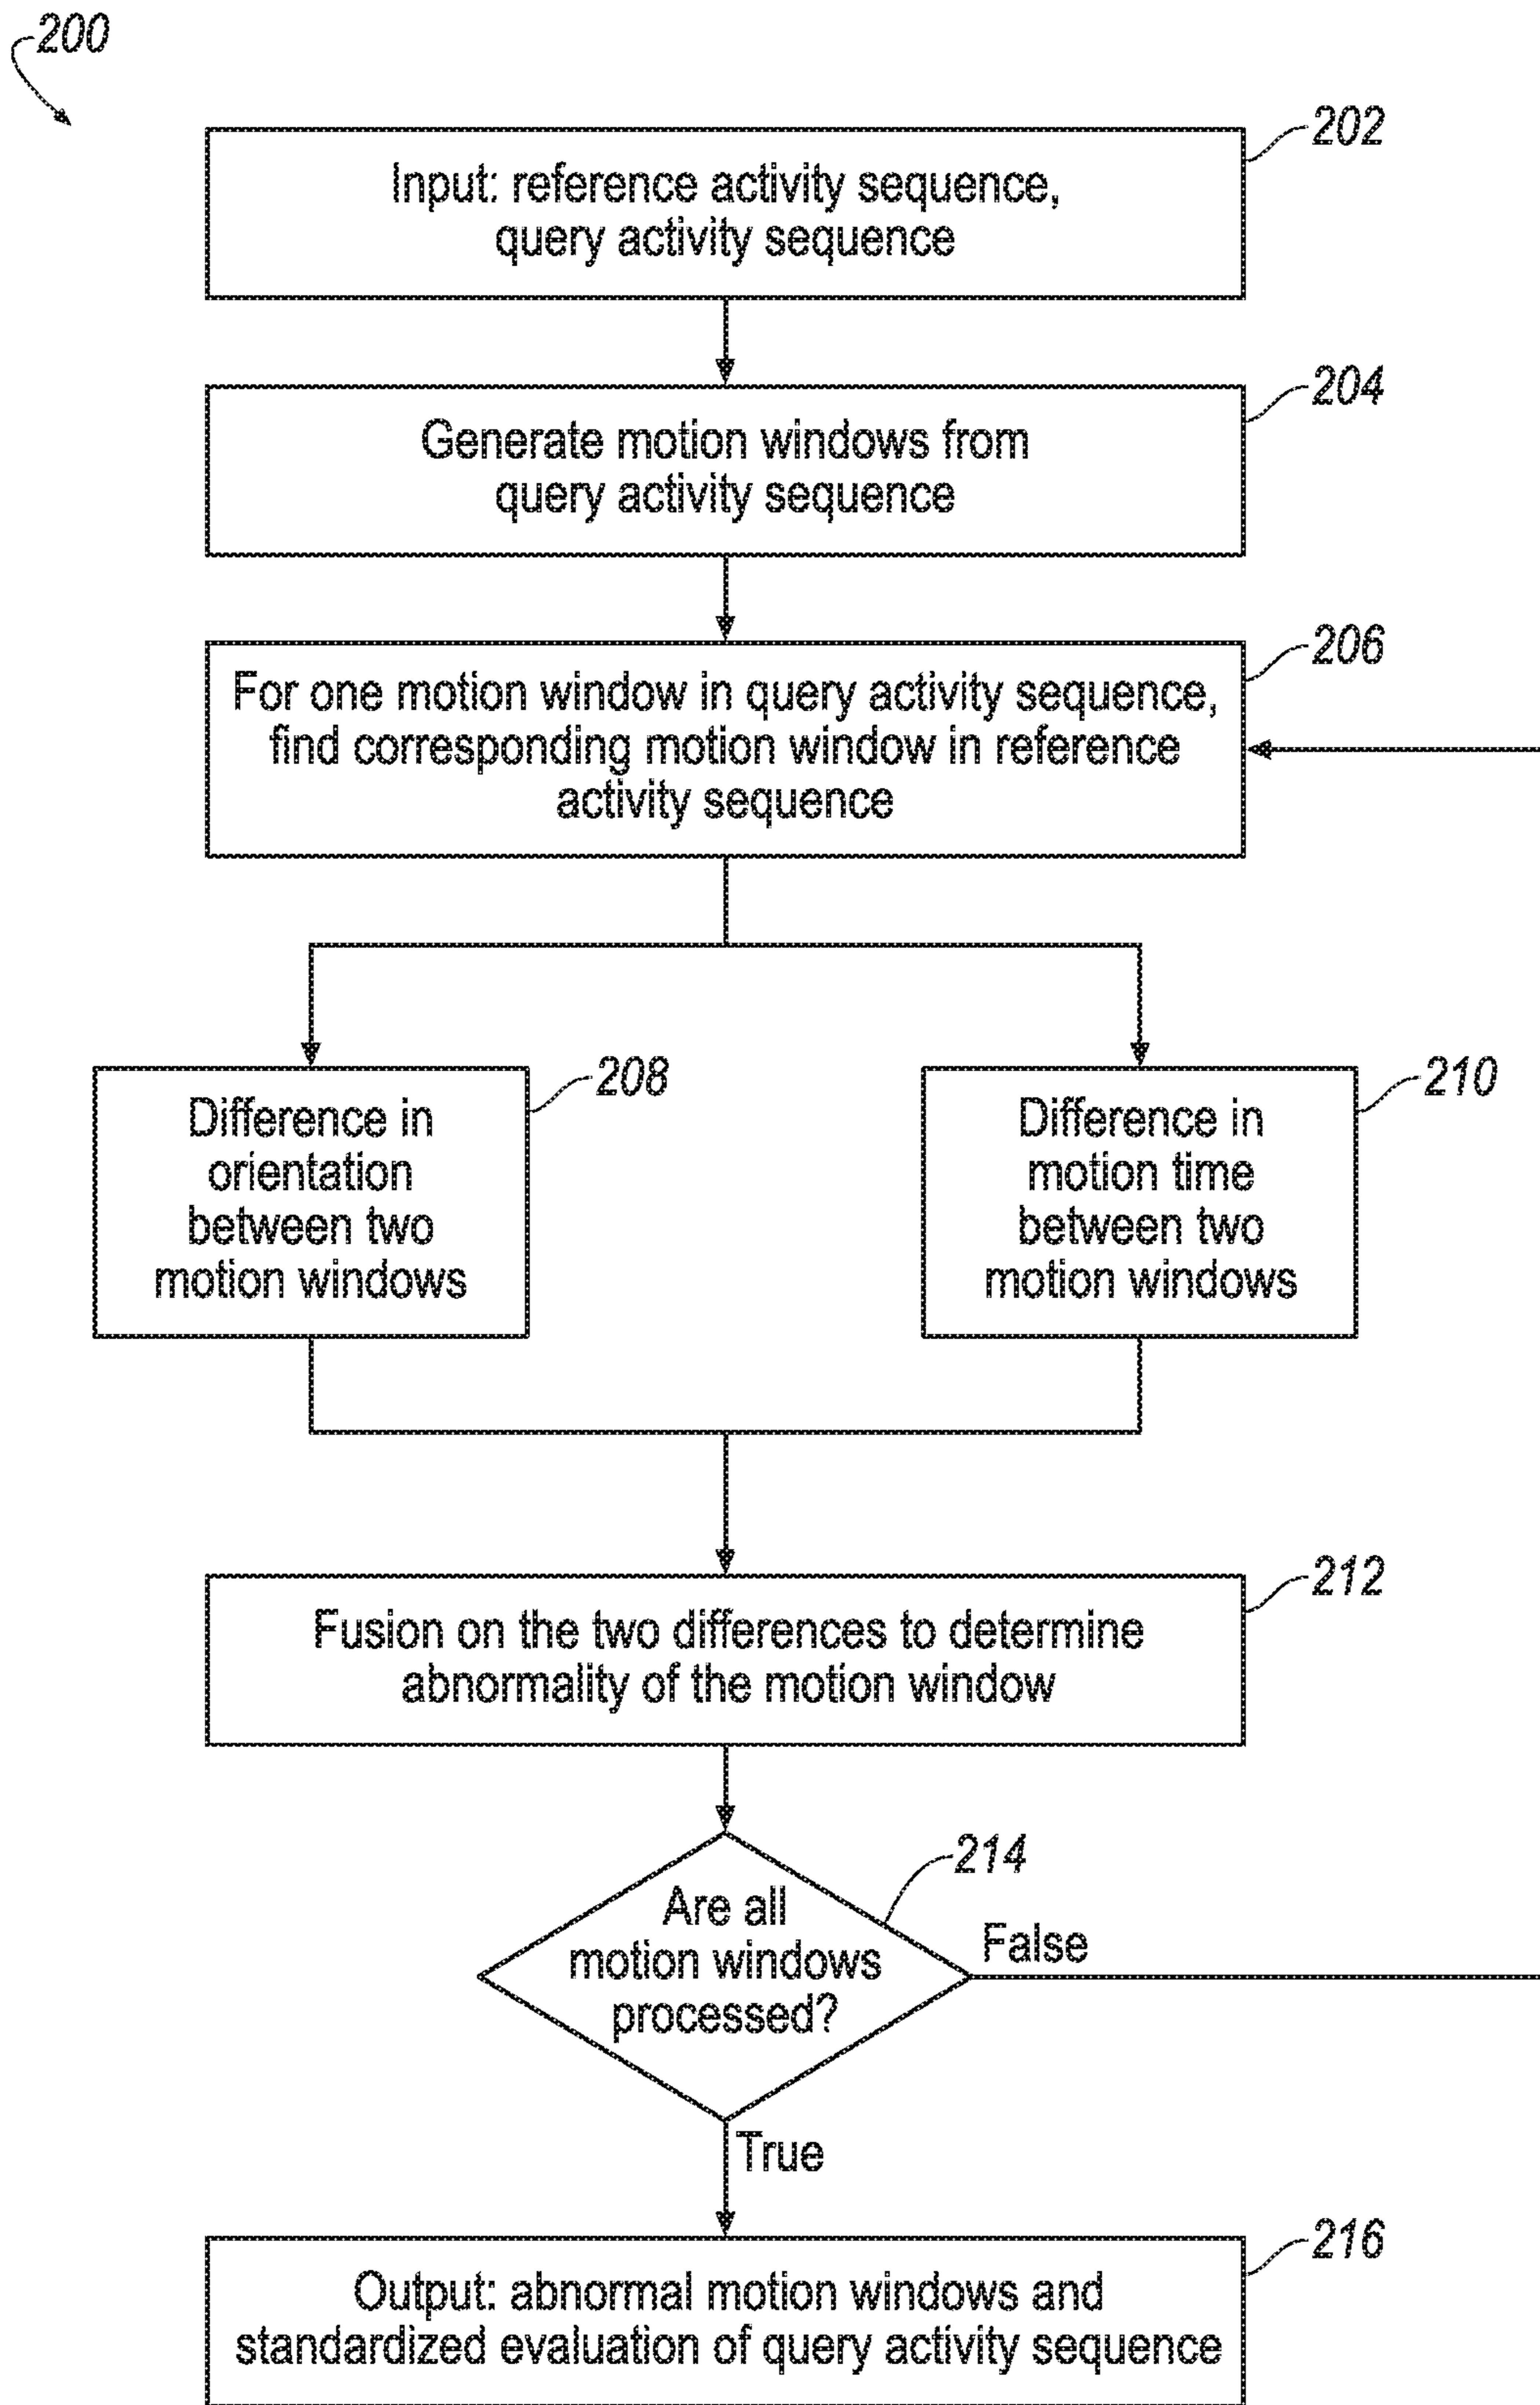 200
202
Input: reference activity sequence,
query activity sequence
204
Generate motion windows from
query activity sequence
206
For one motion window in query activity sequence,
find corresponding motion window in reference
activity sequence
208
Difference in
orientation
between two
motion windows
210
Difference in
motion time
between two
motion windows
212
Fusion on the two differences to determine
abnormality of the motion window
214
Are all
motion windows
processed?
False
True
216
Output: abnormal motion windows and
standardized evaluation of query activity sequence